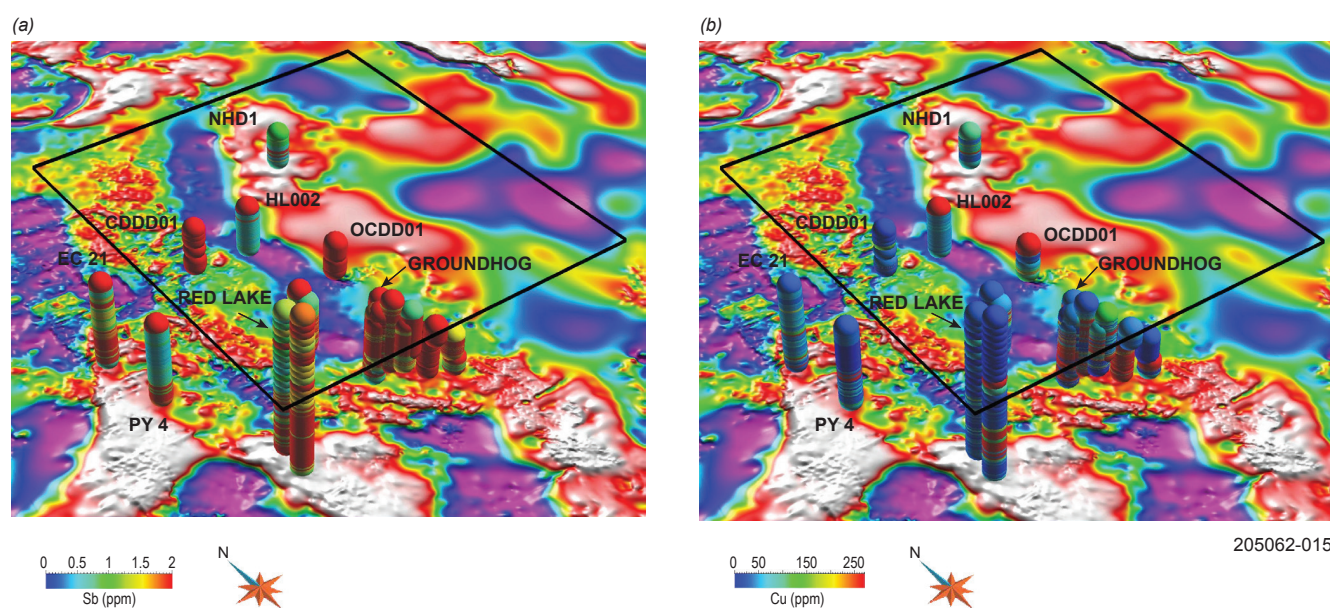 (a)
NHD1
HL002
CDDD01
OCDD01
EC 21
GROUNDHOG
RED LAKE
PY 4
0 0.5 1 1.5 2
Sb (ppm)
N
(b)
NHD1
HL002
CDDD01
OCDD01
EC 21
GROUNDHOG
RED LAKE
PY 4
0 50 150 250
Cu (ppm)
N
205062-015